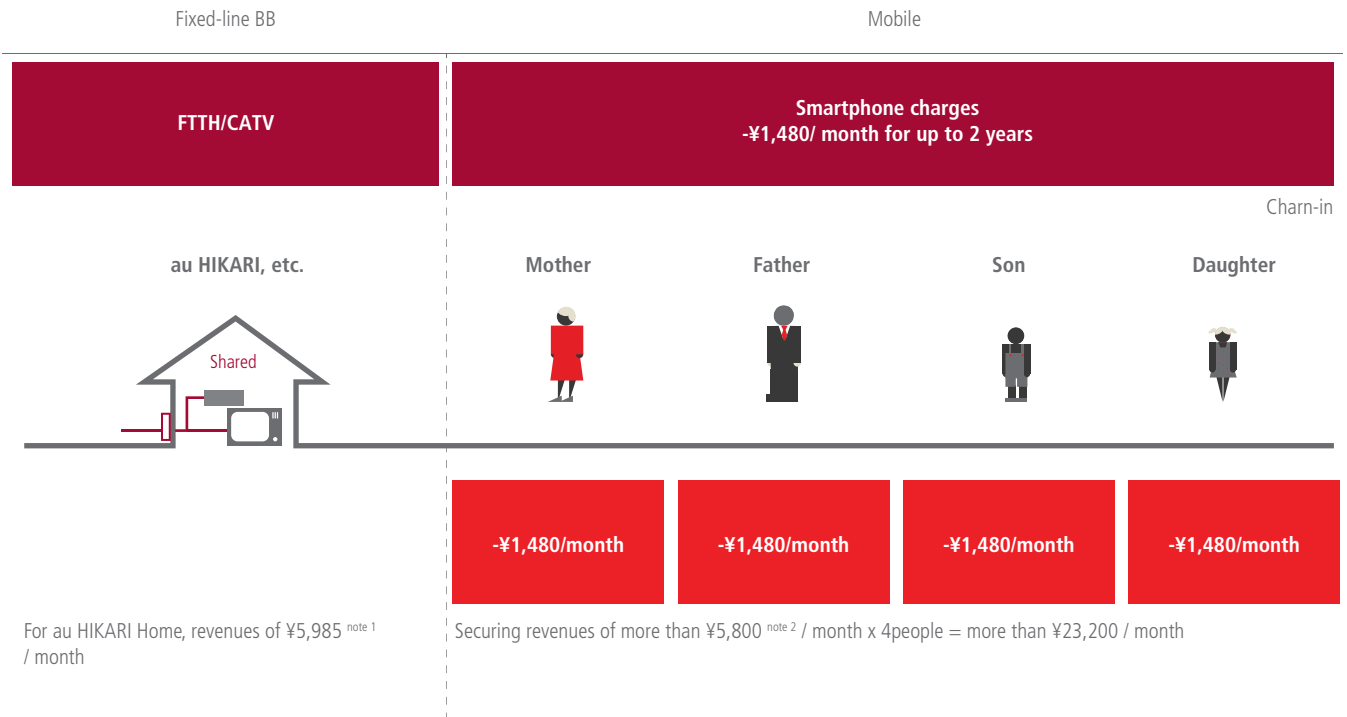 Fixed-line BB
Mobile
FTTH/CATV
Smartphone charges
-¥1,480/ month for up to 2 years
Charn-in
au HIKARI, etc.
Mother
Father
Son
Daughter
Shared
-¥1,480/month
-¥1,480/month
-¥1,480/month
-¥1,480/month
For au HIKARI Home, revenues of ¥5,985 note 1
/ month
Securing revenues of more than ¥5,800 note 2 / month x 4people = more than ¥23,200 / month